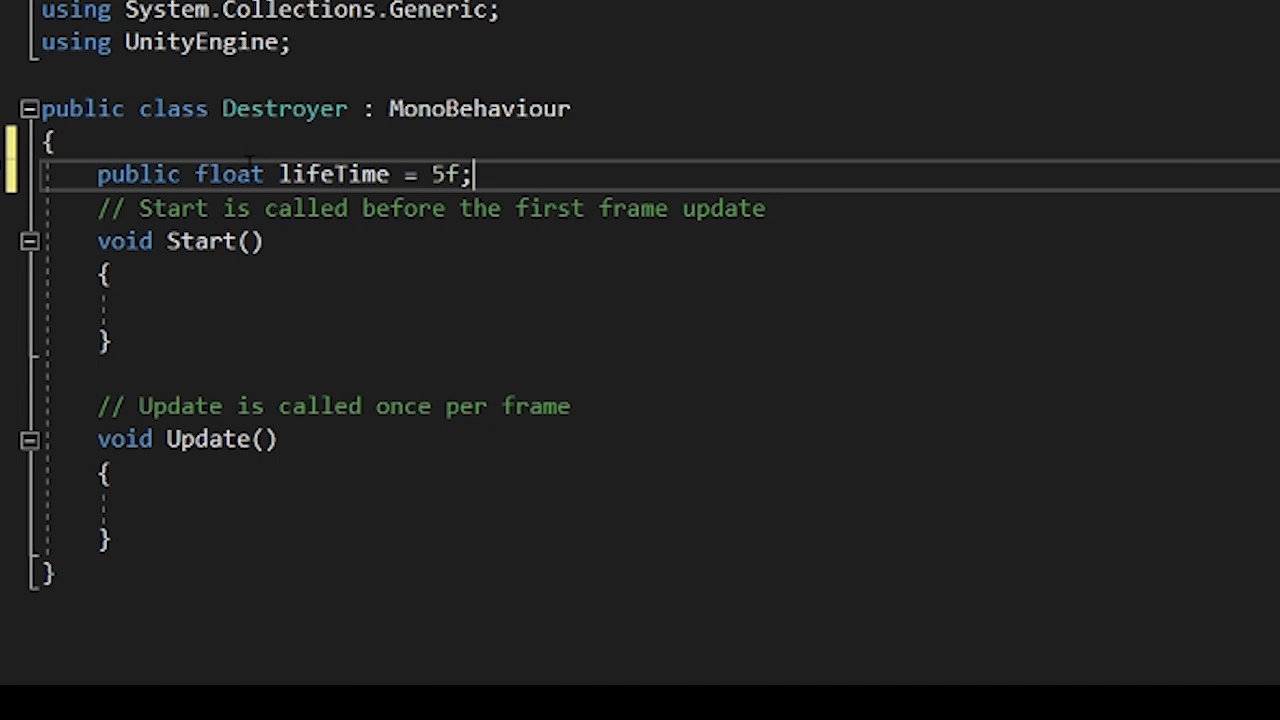 using System.Collections.Generic;
using UnityEngine;
public class Destroyer : MonoBehaviour
{
public float lifeTime = 5f;
// Start is called before the first frame update
void Start()
{
}
// Update is called once per frame
void Update()
{
}
}